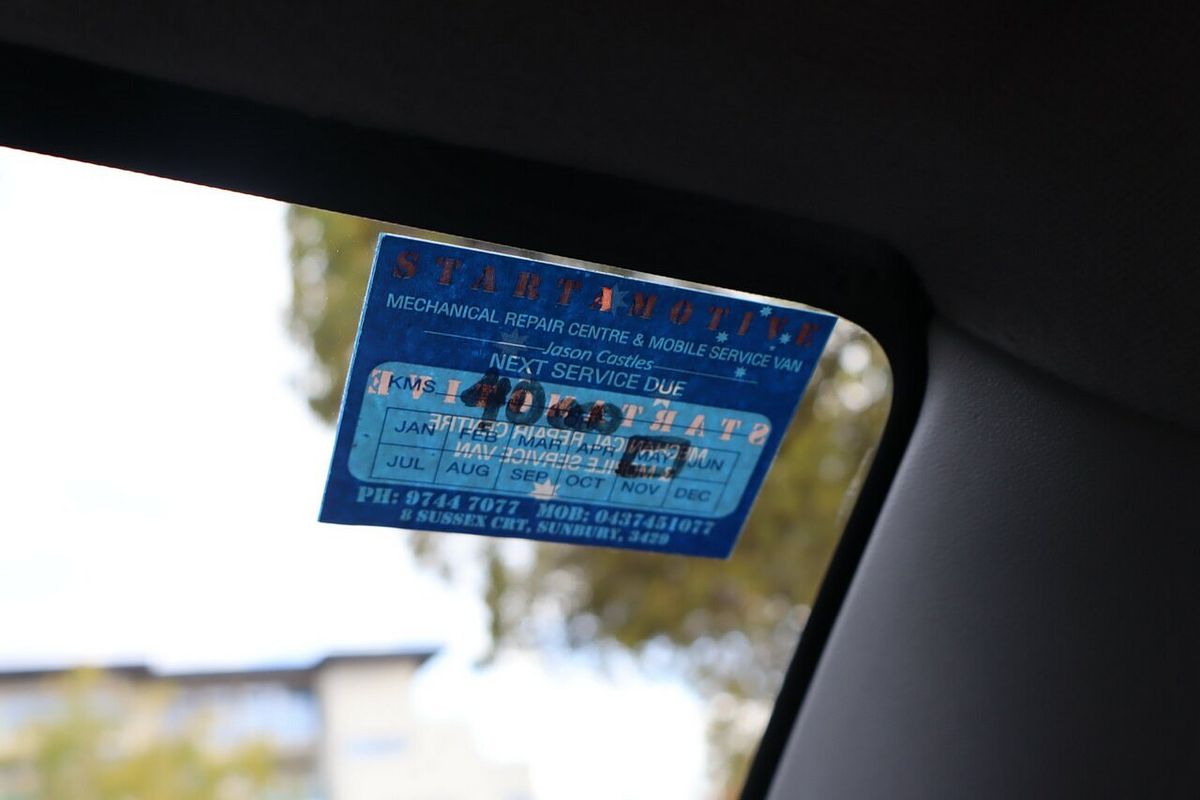 STARTAMOTIVE
MECHANICAL REPAIR CENTRE & MOBILE SERVICE VAN
Jason Castles
NEXT SERVICE DUE
KMS
JAN FEB MAR APR MAY JUN
JUL AUG SEP OCT NOV DEC
PH: 9744 7077 MOB: 0437451077
8 SUSSEX CRT, SUNBURY, 3429